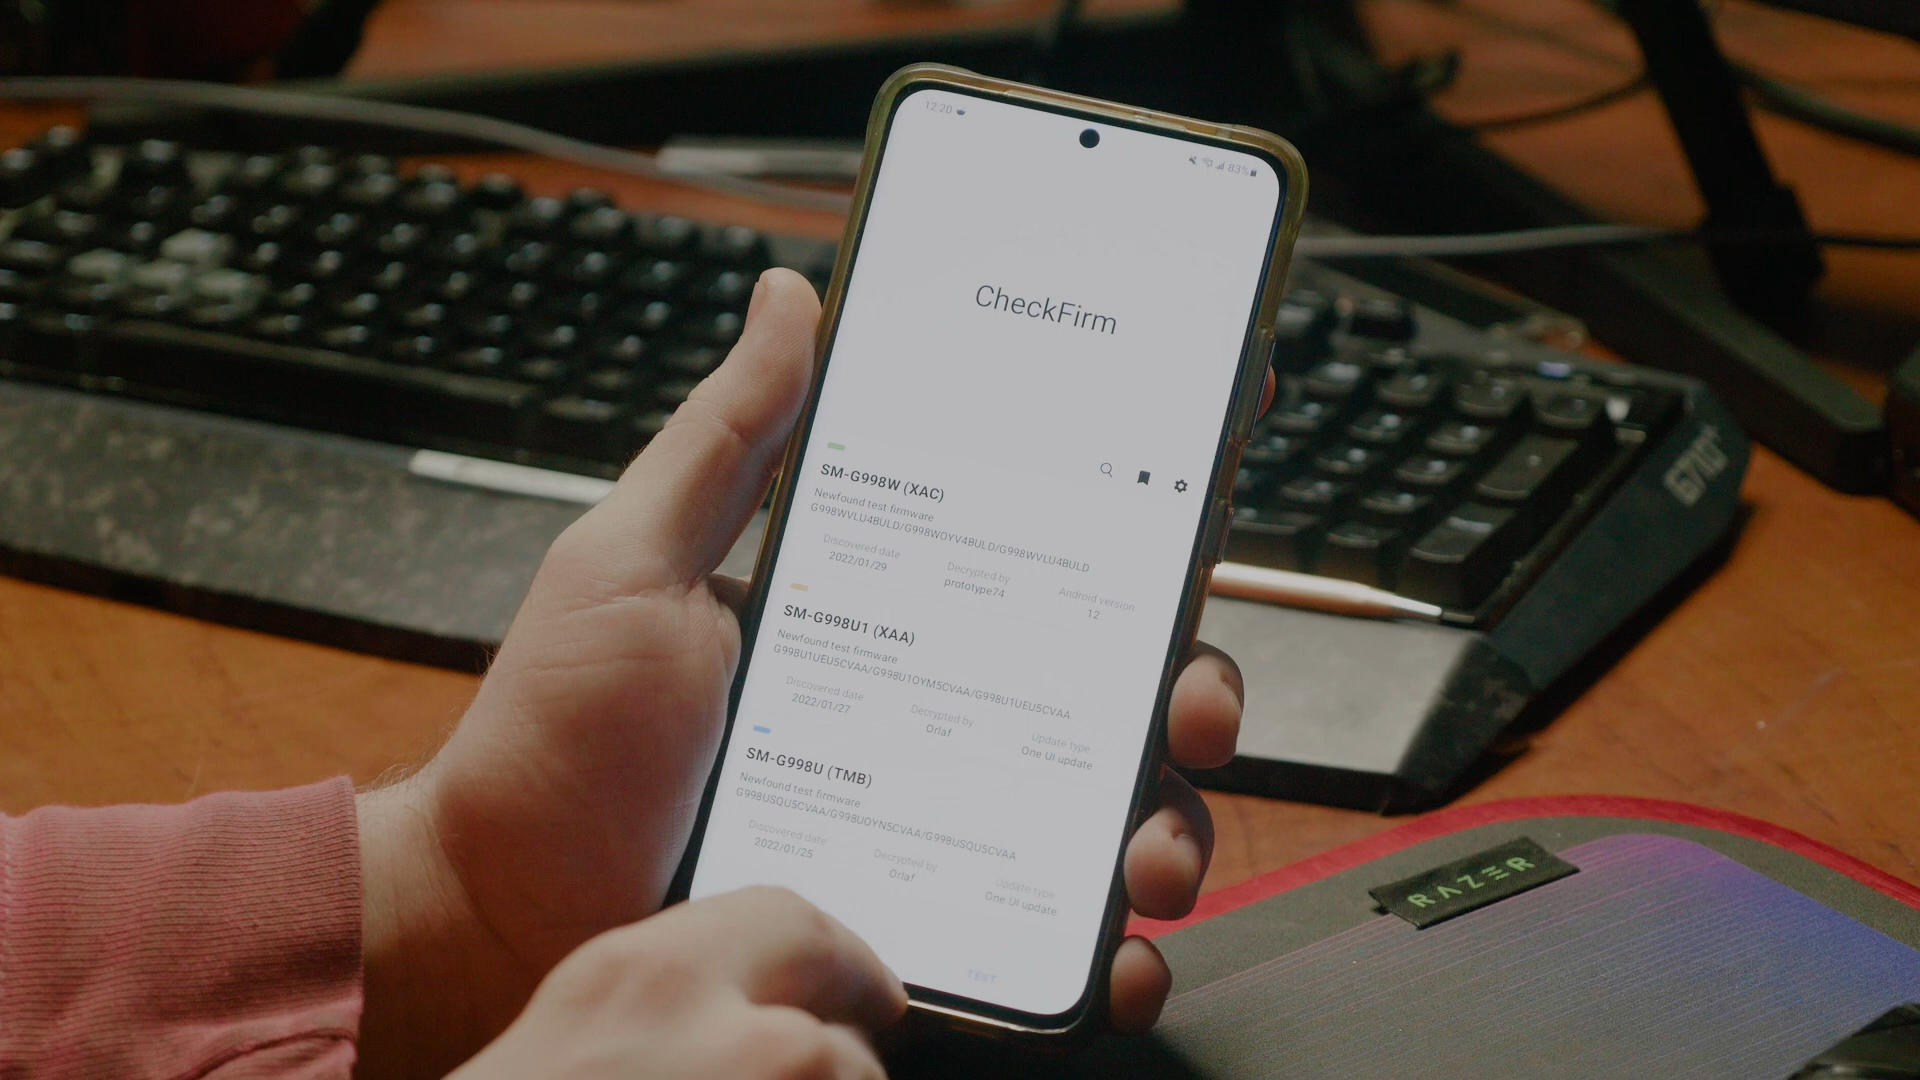 12:20
83%
CheckFirm
SM-G998W (XAC)
Newfound test firmware
G998WVLU4BULD/G998WOYV4BULD/G998WVLU4BULD
Discovered date
2022/01/29
Decrypted by
prototype74
Android version
12
SM-G998U1 (XAA)
Newfound test firmware
G998U1UEU5CVAA/G998U1OYM5CVAA/G998U1UEU5CVAA
Discovered date
2022/01/27
Decrypted by
Orlaf
Update type
One UI update
SM-G998U (TMB)
Newfound test firmware
G998USQU5CVAA/G998UOYN5CVAA/G998USQU5CVAA
Discovered date
2022/01/25
Decrypted by
Orlaf
Update type
One UI update
TEST
G710+
RAZER